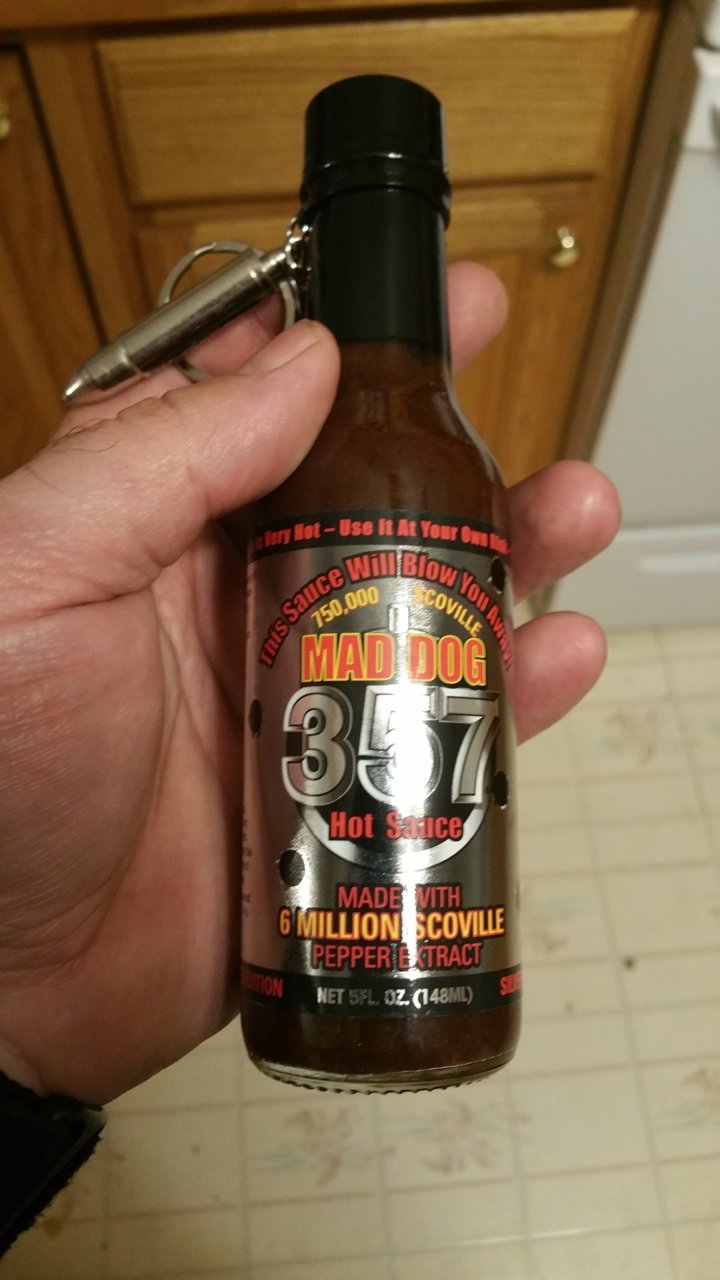 is Very Hot – Use It At Your Own
This Sauce Will Blow You Away!
750,000 SCOVILLE
MAD DOG
357
Hot Sauce
MADE WITH
6 MILLION SCOVILLE
PEPPER EXTRACT
NET 5FL. OZ. (148ML)